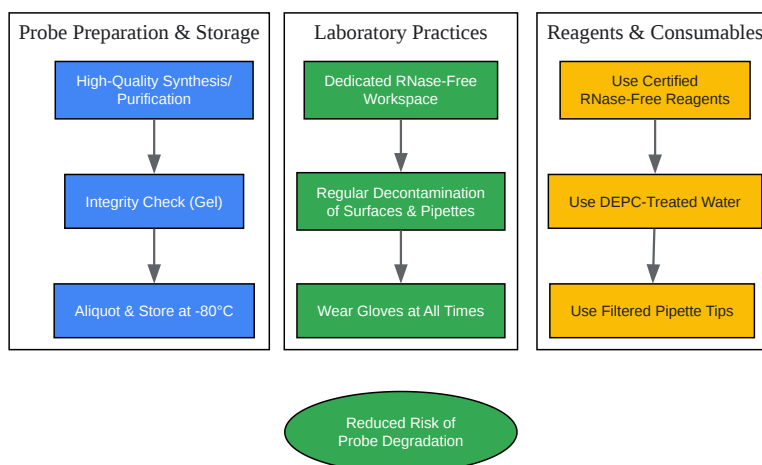 Probe Preparation & Storage
High-Quality Synthesis/
Purification
Integrity Check (Gel)
Aliquot & Store at -80°C
Laboratory Practices
Dedicated RNase-Free
Workspace
Regular Decontamination
of Surfaces & Pipettes
Wear Gloves at All Times
Reagents & Consumables
Use Certified
RNase-Free Reagents
Use DEPC-Treated Water
Use Filtered Pipette Tips
Reduced Risk of
Probe Degradation